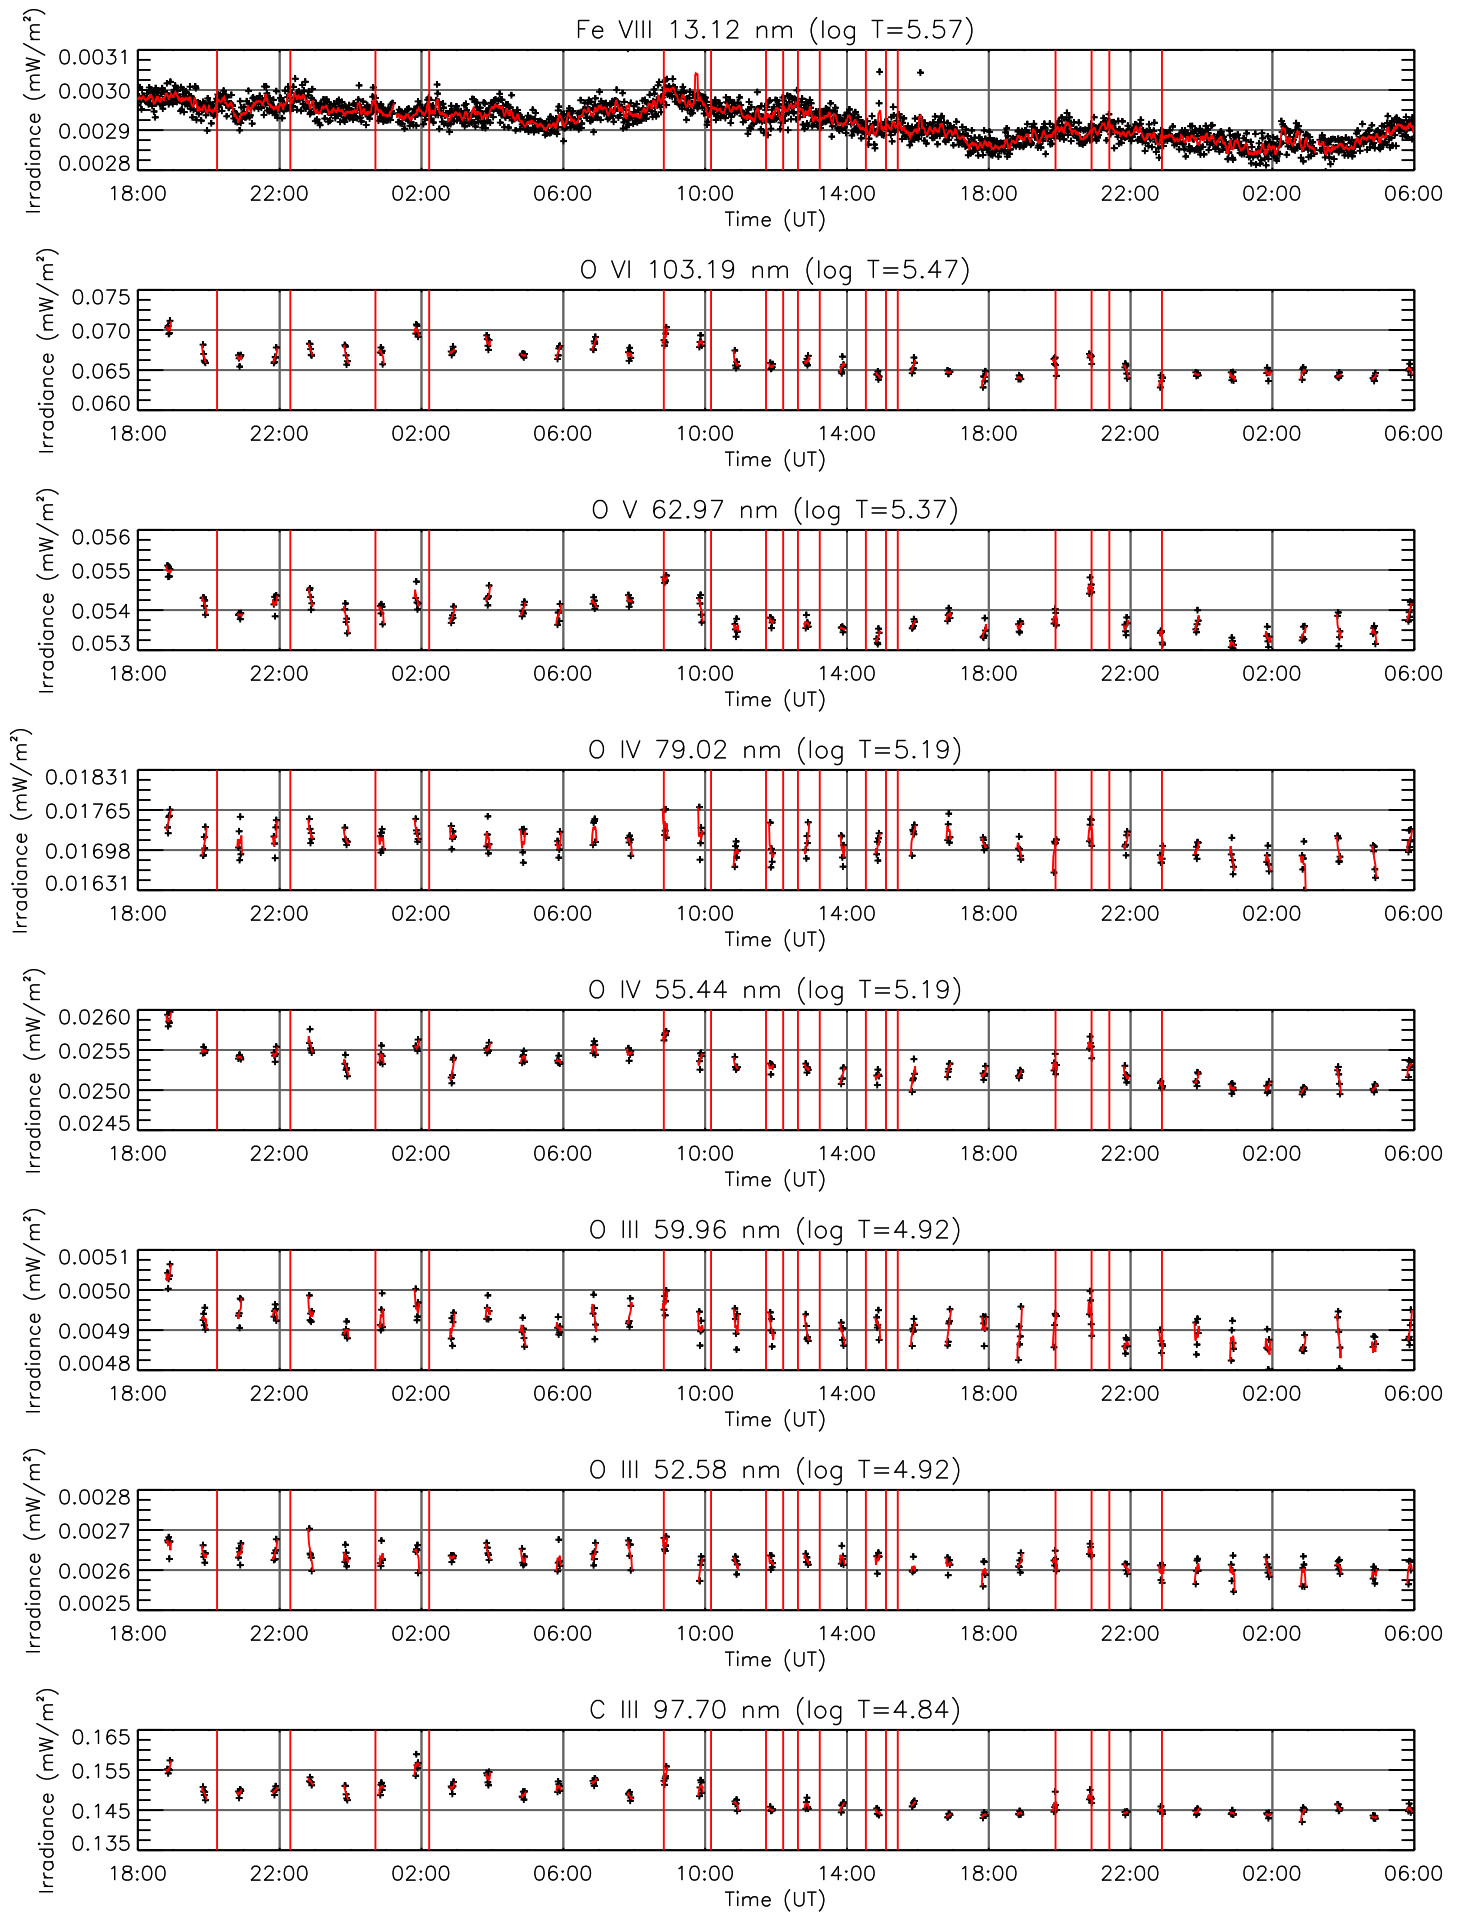 Fe VIII 13.12 nm (log T=5.57)
Irradiance (mW/m²)
0.0031
0.0030
0.0029
0.0028
18:00 22:00 02:00 06:00 10:00 14:00 18:00 22:00 02:00 06:00
Time (UT)
O VI 103.19 nm (log T=5.47)
Irradiance (mW/m²)
0.075
0.070
0.065
0.060
18:00 22:00 02:00 06:00 10:00 14:00 18:00 22:00 02:00 06:00
Time (UT)
O V 62.97 nm (log T=5.37)
Irradiance (mW/m²)
0.056
0.055
0.054
0.053
18:00 22:00 02:00 06:00 10:00 14:00 18:00 22:00 02:00 06:00
Time (UT)
O IV 79.02 nm (log T=5.19)
Irradiance (mW/m²)
0.01831
0.01765
0.01698
0.01631
18:00 22:00 02:00 06:00 10:00 14:00 18:00 22:00 02:00 06:00
Time (UT)
O IV 55.44 nm (log T=5.19)
Irradiance (mW/m²)
0.0260
0.0255
0.0250
0.0245
18:00 22:00 02:00 06:00 10:00 14:00 18:00 22:00 02:00 06:00
Time (UT)
O III 59.96 nm (log T=4.92)
Irradiance (mW/m²)
0.0051
0.0050
0.0049
0.0048
18:00 22:00 02:00 06:00 10:00 14:00 18:00 22:00 02:00 06:00
Time (UT)
O III 52.58 nm (log T=4.92)
Irradiance (mW/m²)
0.0028
0.0027
0.0026
0.0025
18:00 22:00 02:00 06:00 10:00 14:00 18:00 22:00 02:00 06:00
Time (UT)
C III 97.70 nm (log T=4.84)
Irradiance (mW/m²)
0.165
0.155
0.145
0.135
18:00 22:00 02:00 06:00 10:00 14:00 18:00 22:00 02:00 06:00
Time (UT)